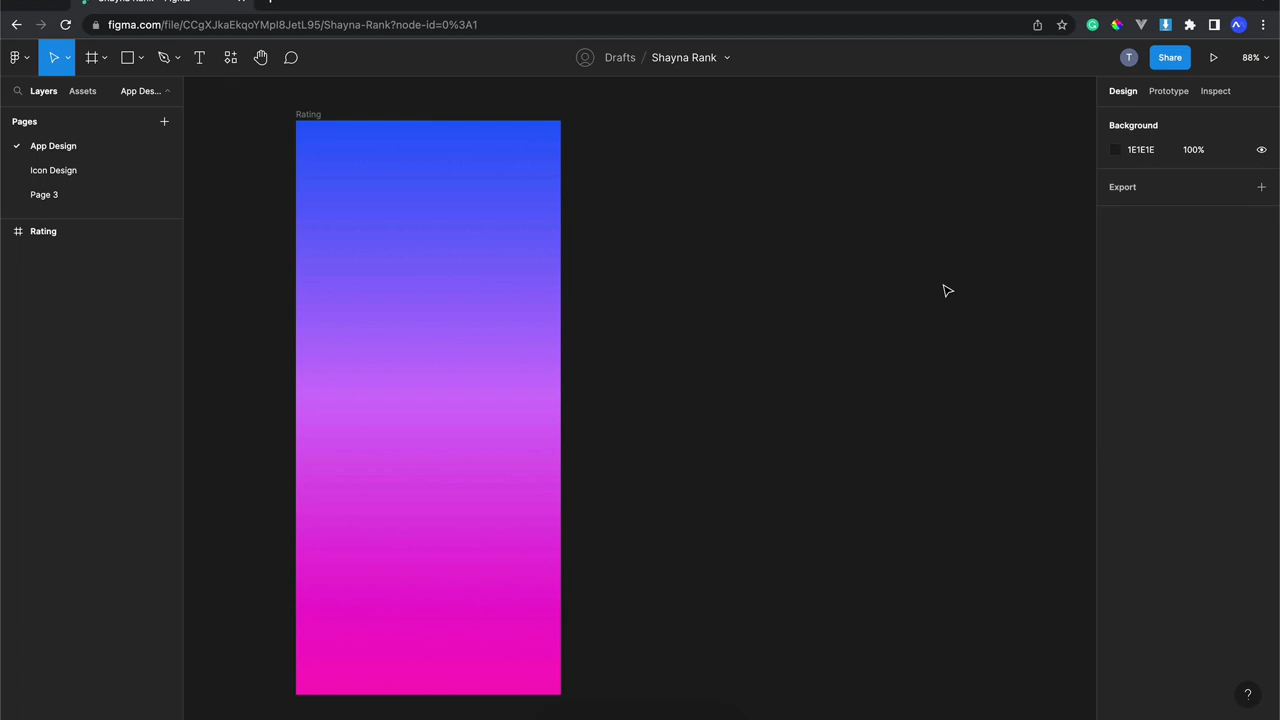 figma.com/file/CCgXJkaEkqoYMpI8JetL95/Shayna-Rank?node-id=0%3A1
Drafts / Shayna Rank
T
Share
88%
Layers
Assets
App Des...
Design
Prototype
Inspect
Pages
App Design
Icon Design
Page 3
Rating
Rating
Background
1E1E1E
100%
Export
?